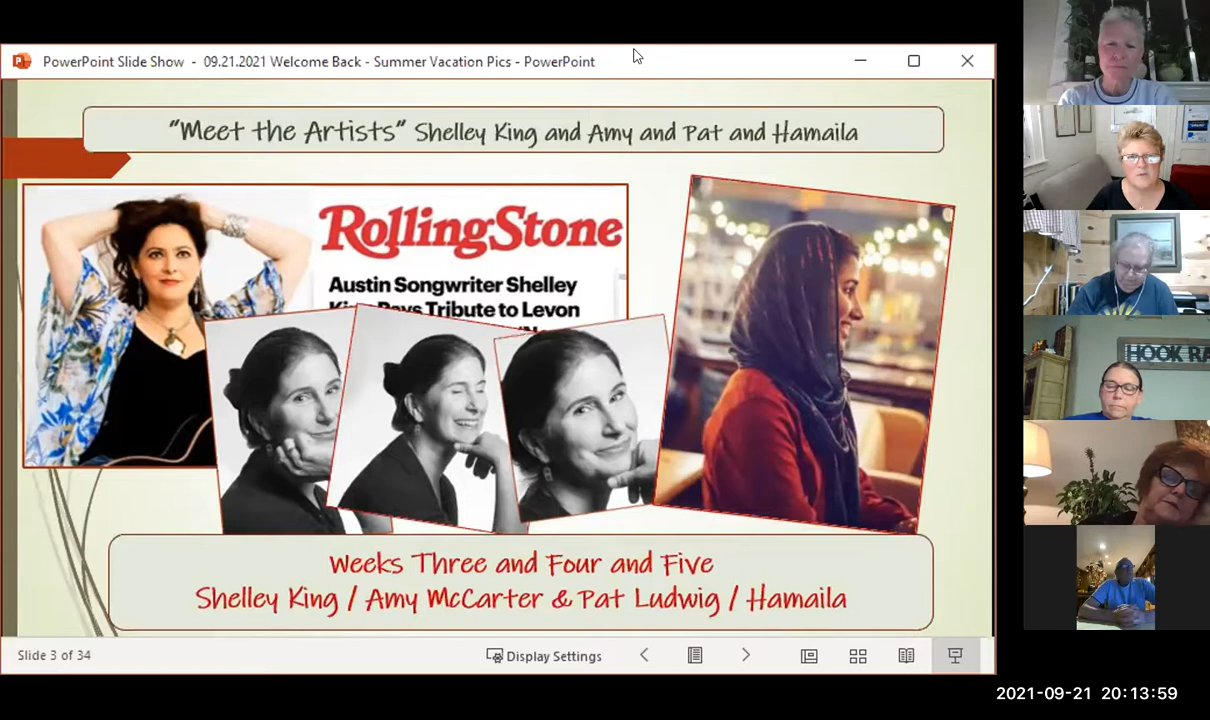 PowerPoint Slide Show - 09.21.2021 Welcome Back - Summer Vacation Pics - PowerPoint
"Meet the Artists" Shelley King and Amy and Pat and Hamaila
RollingStone
Austin Songwriter Shelley
Pays Tribute to Levon
Weeks Three and Four and Five
Shelley King / Amy McCarter & Pat Ludwig / Hamaila
Slide 3 of 34
Display Settings
HOOK RA
2021-09-21 20:13:59